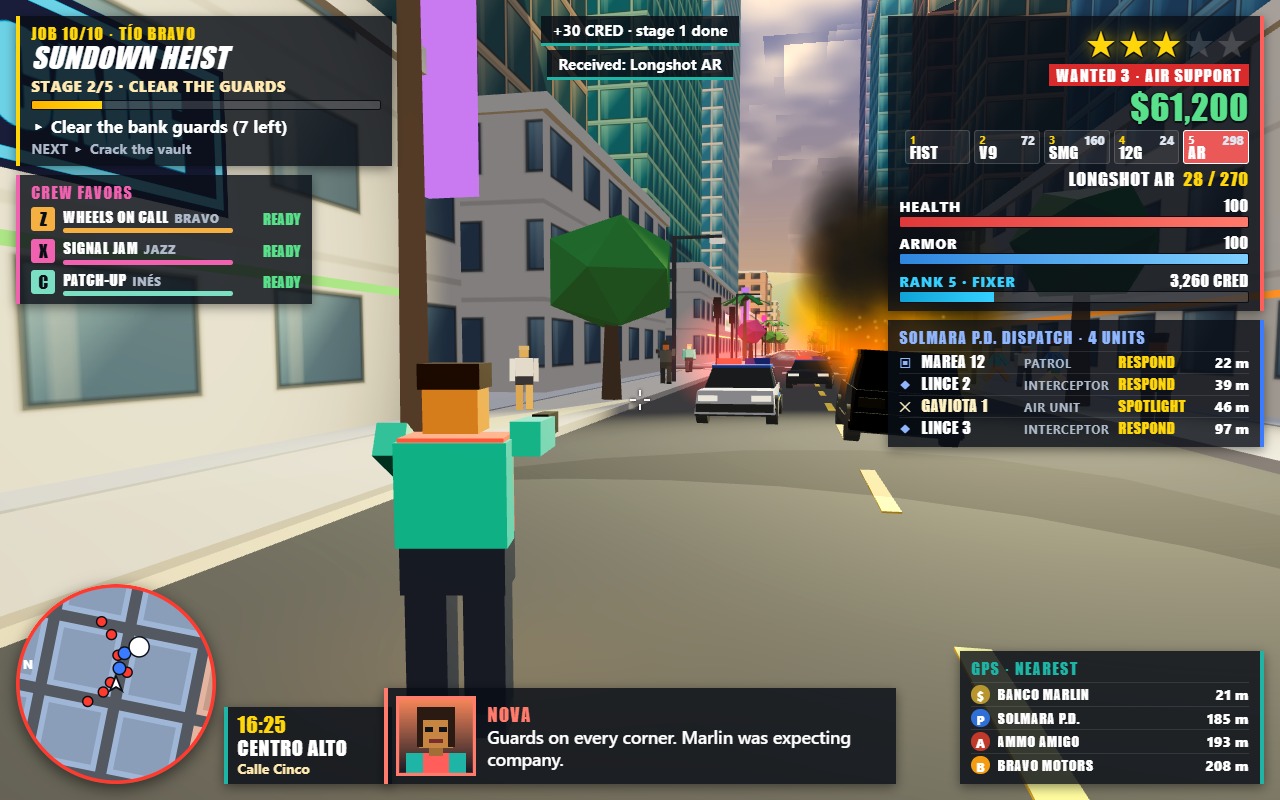 JOB 10/10 · TÍO BRAVO
SUNDOWN HEIST
STAGE 2/5 · CLEAR THE GUARDS
▸ Clear the bank guards (7 left)
NEXT ▸ Crack the vault
CREW FAVORS
Z WHEELS ON CALL BRAVO READY
X SIGNAL JAM JAZZ READY
C PATCH-UP INÉS READY
+30 CRED · stage 1 done
Received: Longshot AR
WANTED 3 · AIR SUPPORT
$61,200
1 FIST
2 V9 72
3 SMG 160
4 12G 24
5 AR 298
LONGSHOT AR 28 / 270
HEALTH 100
ARMOR 100
RANK 5 · FIXER 3,260 CRED
SOLMARA P.D. DISPATCH · 4 UNITS
MAREA 12 PATROL RESPOND 22 m
LINCE 2 INTERCEPTOR RESPOND 39 m
GAVIOTA 1 AIR UNIT SPOTLIGHT 46 m
LINCE 3 INTERCEPTOR RESPOND 97 m
N
16:25
CENTRO ALTO
Calle Cinco
NOVA
Guards on every corner. Marlin was expecting
company.
GPS · NEAREST
$ BANCO MARLIN 21 m
P SOLMARA P.D. 185 m
A AMMO AMIGO 193 m
B BRAVO MOTORS 208 m